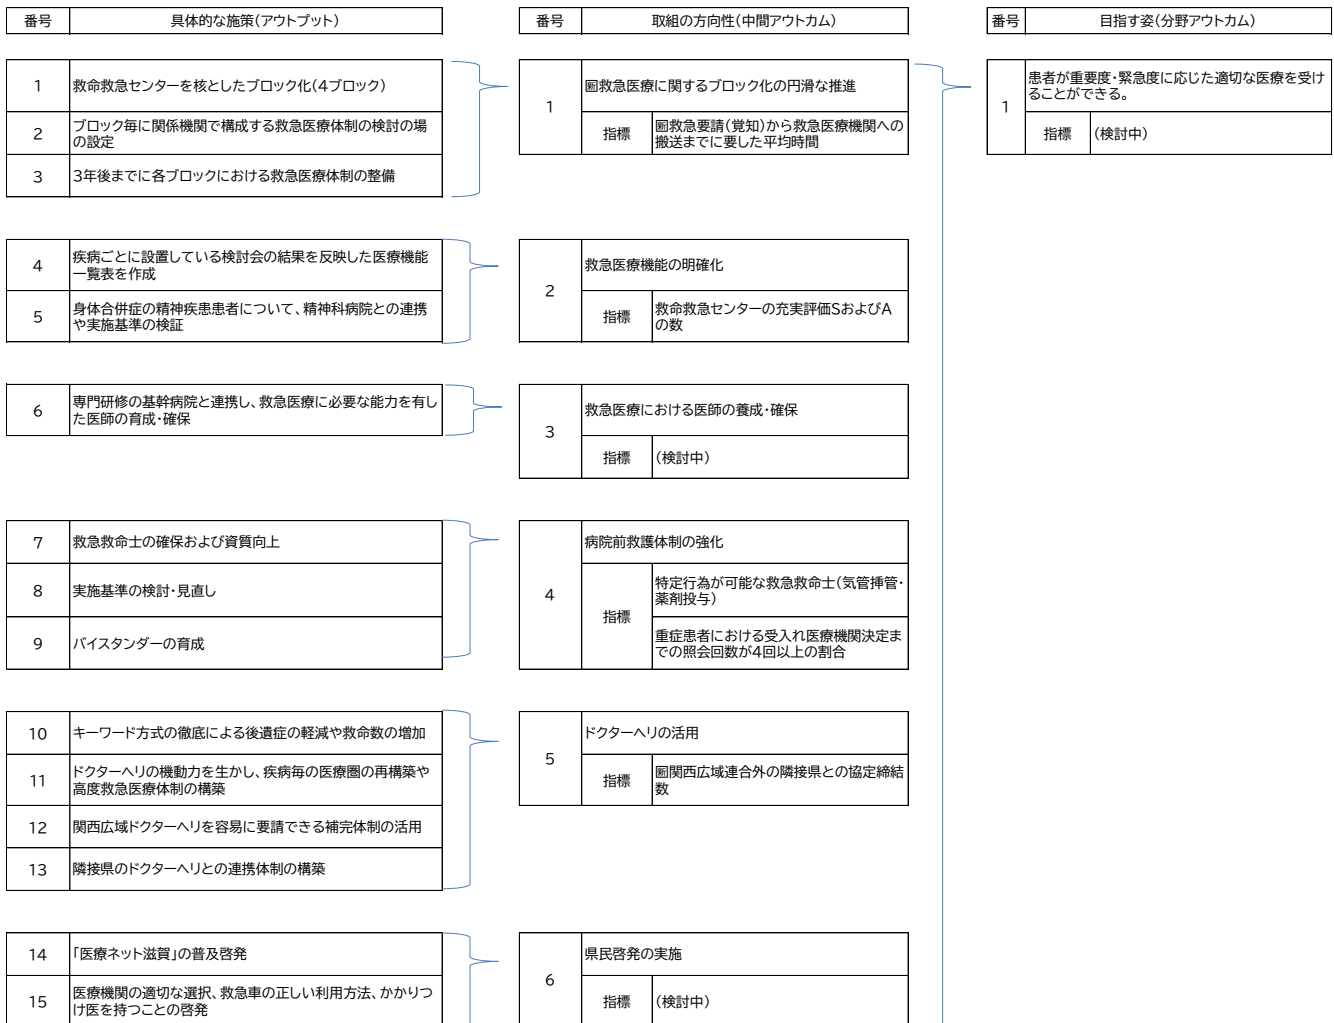 番号 具体的な施策(アウトプット) 番号 取組の方向性(中間アウトカム) 番号 目指す姿(分野アウトカム)
1 救命救急センターを核としたブロック化(4ブロック)
2 ブロック毎に関係機関で構成する救急医療体制の検討の場
の設定
3 3年後までに各ブロックにおける救急医療体制の整備
1 圏救急医療に関するブロック化の円滑な推進
指標 圏救急要請(覚知)から救急医療機関への
搬送までに要した平均時間
1 患者が重要度・緊急度に応じた適切な医療を受け
ることができる。
指標 (検討中)
4 疾病ごとに設置している検討会の結果を反映した医療機能
一覧表を作成
5 身体合併症の精神疾患患者について、精神科病院との連携
や実施基準の検証
2 救急医療機能の明確化
指標 救命救急センターの充実評価SおよびA
の数
6 専門研修の基幹病院と連携し、救急医療に必要な能力を有し
た医師の育成・確保
3 救急医療における医師の養成・確保
指標 (検討中)
7 救急救命士の確保および資質向上
8 実施基準の検討・見直し
9 バイスタンダーの育成
4 病院前救護体制の強化
指標 特定行為が可能な救急救命士(気管挿管・
薬剤投与)
重症患者における受入れ医療機関決定ま
での照会回数が4回以上の割合
10 キーワード方式の徹底による後遺症の軽減や救命数の増加
11 ドクターヘリの機動力を生かし、疾病毎の医療圏の再構築や
高度救急医療体制の構築
12 関西広域ドクターヘリを容易に要請できる補完体制の活用
13 隣接県のドクターヘリとの連携体制の構築
5 ドクターヘリの活用
指標 圏関西広域連合外の隣接県との協定締結
数
14 「医療ネット滋賀」の普及啓発
15 医療機関の適切な選択、救急車の正しい利用方法、かかりつ
け医を持つことの啓発
6 県民啓発の実施
指標 (検討中)